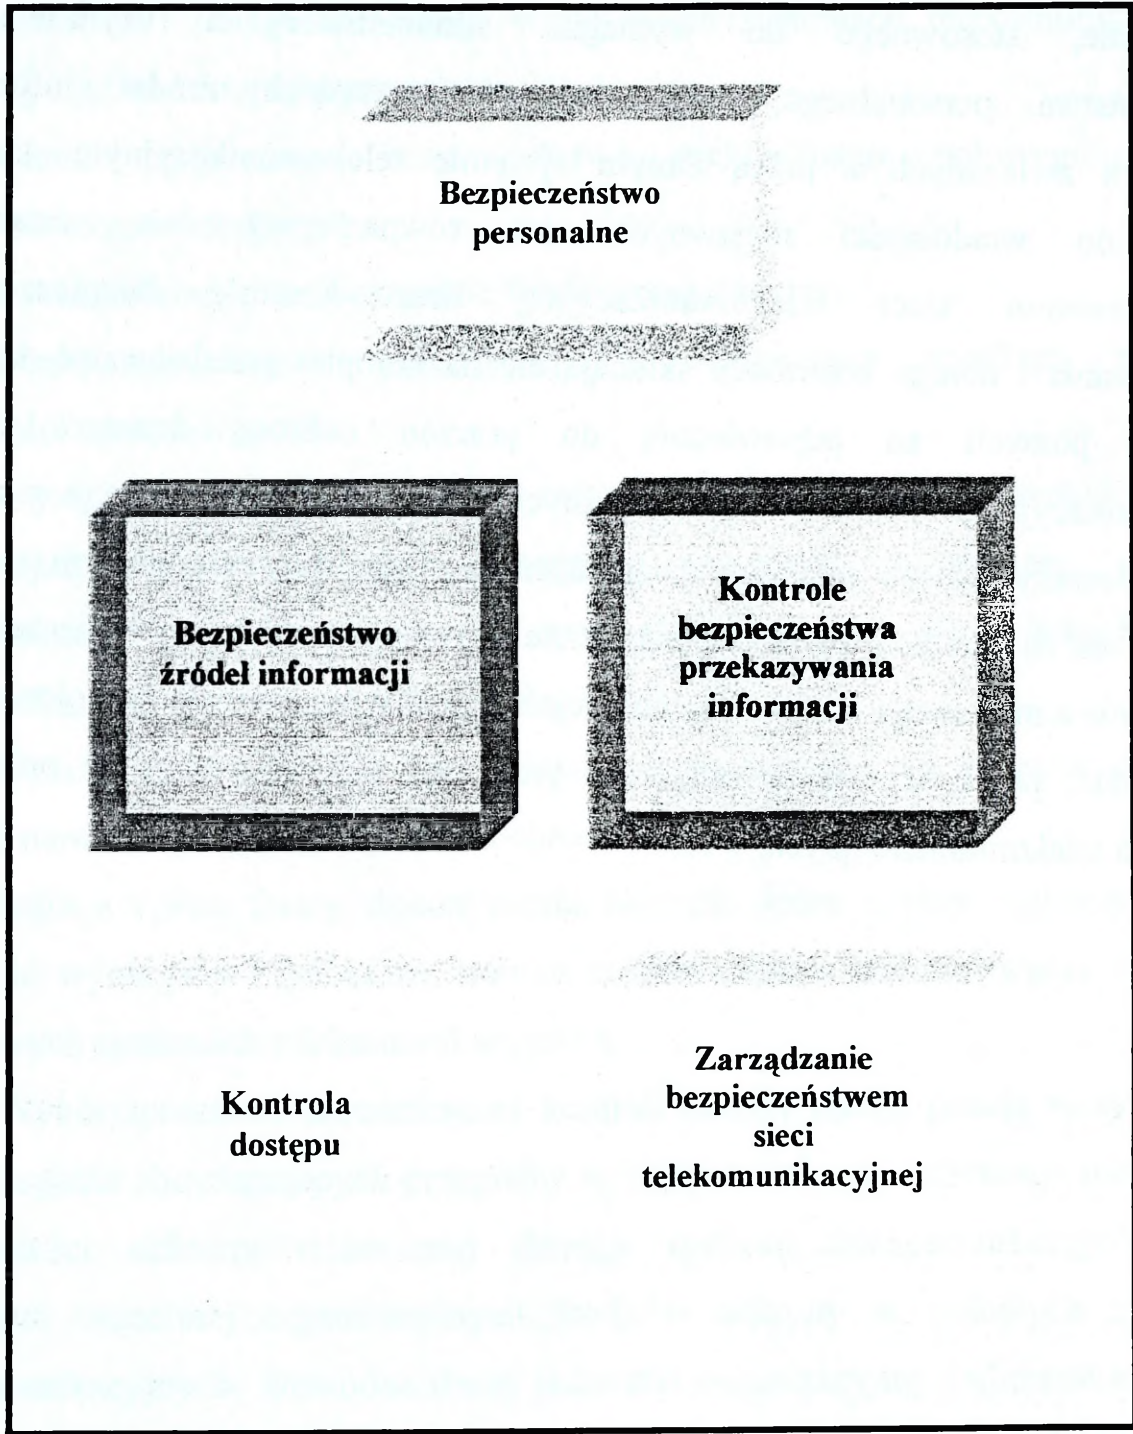 Bezpieczeństwo
personalne
Bezpieczeństwo
źródeł informacji
Kontrole
bezpieczeństwa
przekazywania
informacji
Kontrola
dostępu
Zarządzanie
bezpieczeństwem
sieci
telekomunikacyjnej